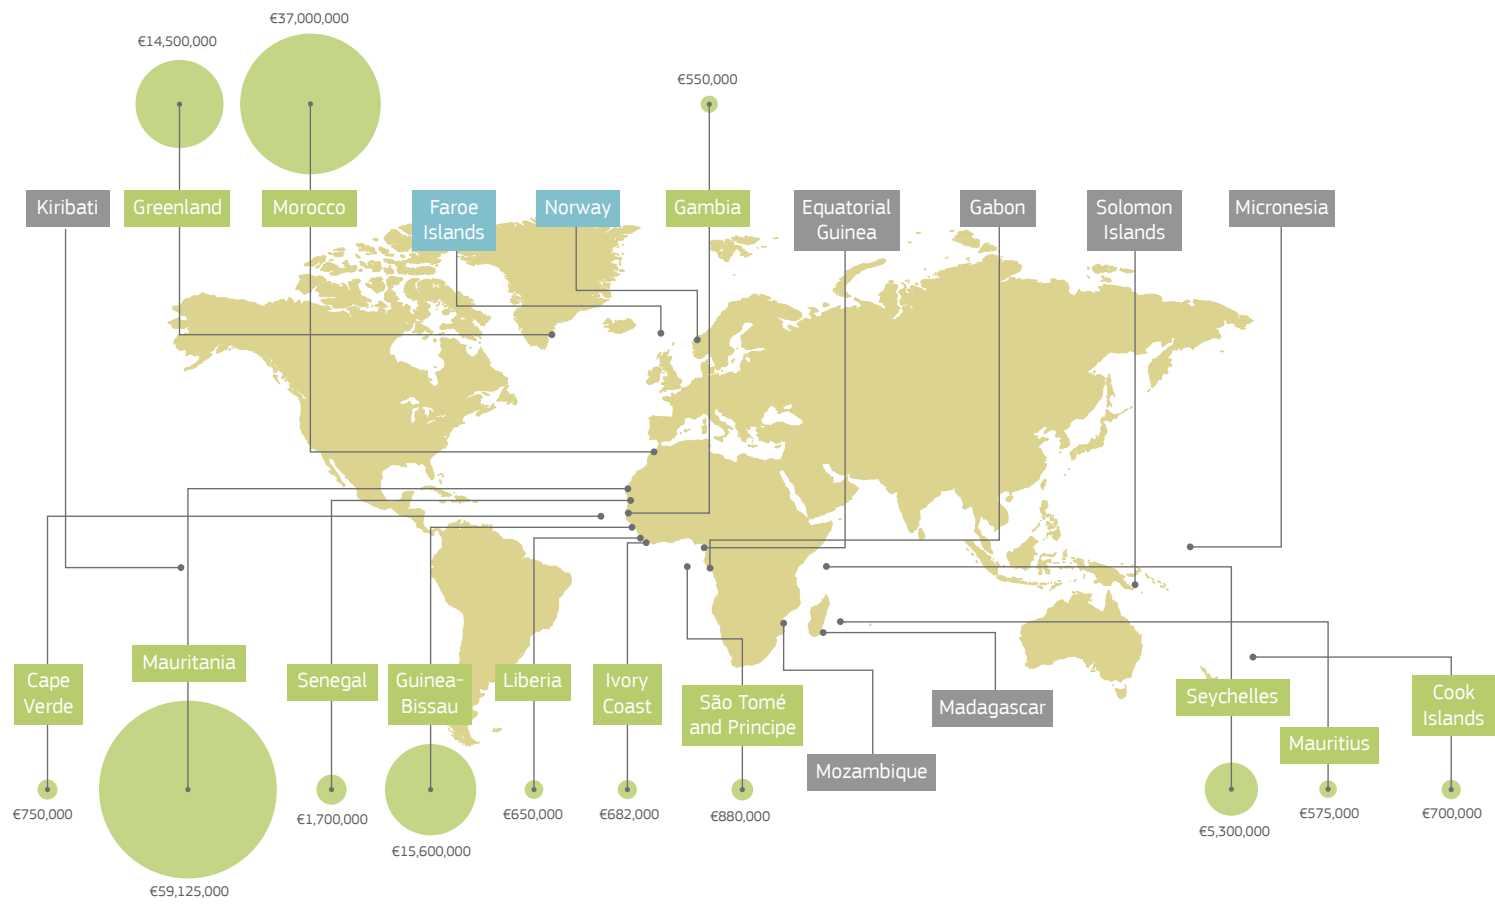 €37,000,000
€14,500,000
€550,000
Kiribati
Greenland
Morocco
Faroe
Islands
Norway
Gambia
Equatorial
Guinea
Gabon
Solomon
Islands
Micronesia
Cape
Verde
Mauritania
Senegal
Guinea-
Bissau
Liberia
Ivory
Coast
São Tomé
and Principe
Mozambique
Madagascar
Seychelles
Mauritius
Cook
Islands
€750,000
€59,125,000
€1,700,000
€15,600,000
€650,000
€682,000
€880,000
€5,300,000
€575,000
€700,000